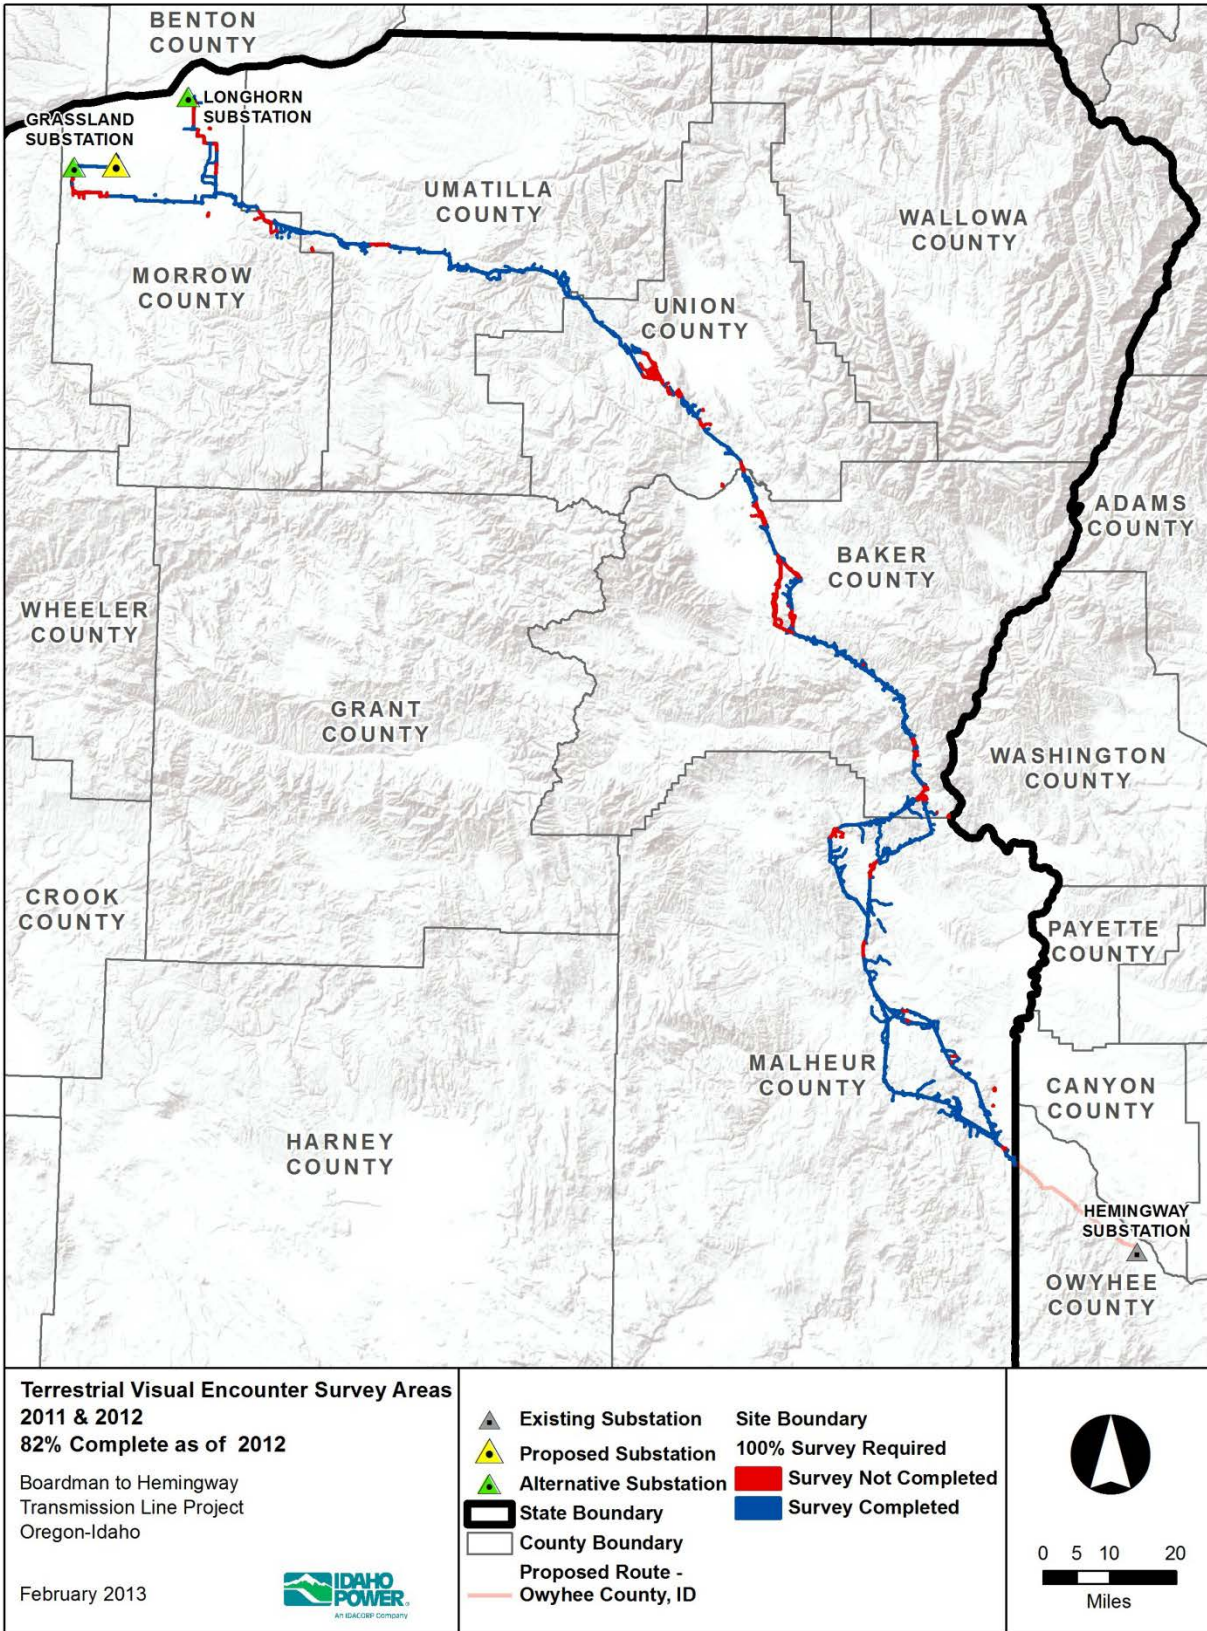 BENTON
COUNTY
LONGHORN
SUBSTATION
GRASSLAND
SUBSTATION
UMATILLA
COUNTY
WALLOWA
COUNTY
MORROW
COUNTY
UNION
COUNTY
ADAMS
COUNTY
BAKER
COUNTY
WHEELER
COUNTY
GRANT
COUNTY
WASHINGTON
COUNTY
CROOK
COUNTY
PAYETTE
COUNTY
MALHEUR
COUNTY
CANYON
COUNTY
HARNEY
COUNTY
HEMINGWAY
SUBSTATION
OWYHEE
COUNTY
Terrestrial Visual Encounter Survey Areas
2011 & 2012
82% Complete as of 2012
Boardman to Hemingway
Transmission Line Project
Oregon-Idaho
February 2013
IDAHO
POWER®
An IDACORP Company
Existing Substation
Proposed Substation
Alternative Substation
State Boundary
County Boundary
Proposed Route -
Owyhee County, ID
Site Boundary
100% Survey Required
Survey Not Completed
Survey Completed
0 5 10 20
Miles